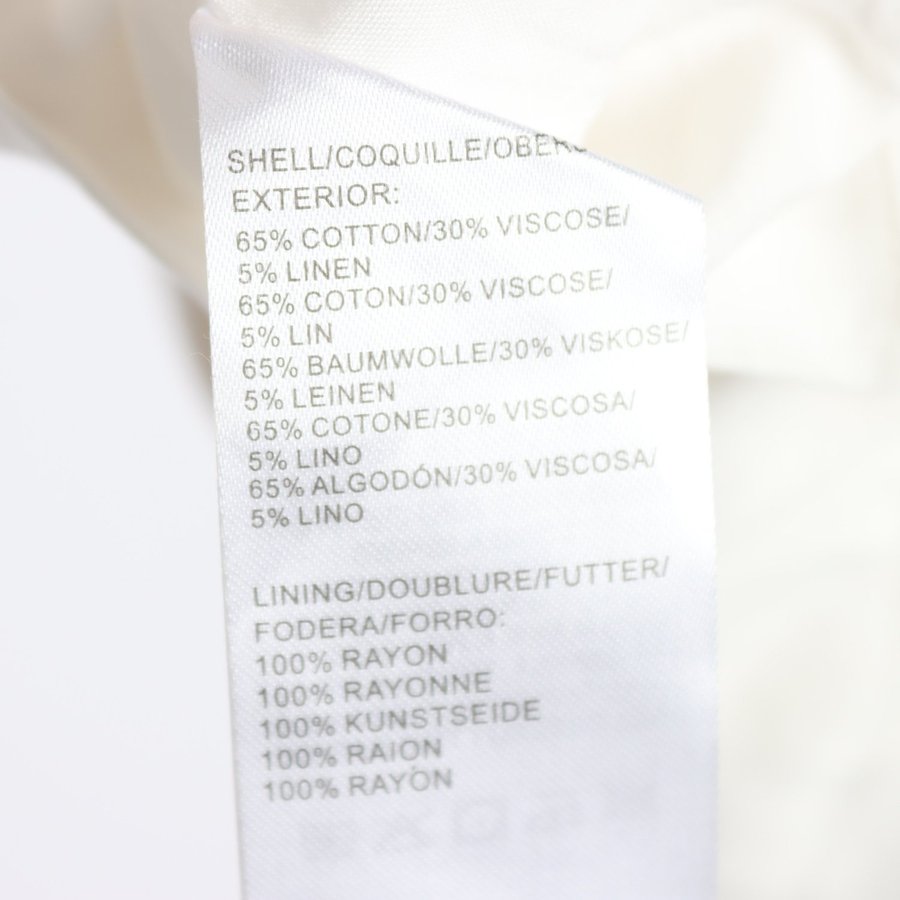 SHELL/COQUILLE/
EXTERIOR:
65% COTTON/30% VISCOSE/
5% LINEN
65% COTON/30% VISCOSE/
5% LIN
65% BAUMWOLLE/30% VISKOSE/
5% LEINEN
65% COTONE/30% VISCOSA/
5% LINO
65% ALGODÓN/30% VISCOSA/
5% LINO
LINING/DOUBLURE/FUTTER/
FODERA/FORRO:
100% RAYON
100% RAYONNE
100% KUNSTSEIDE
100% RAION
100% RAYÓN